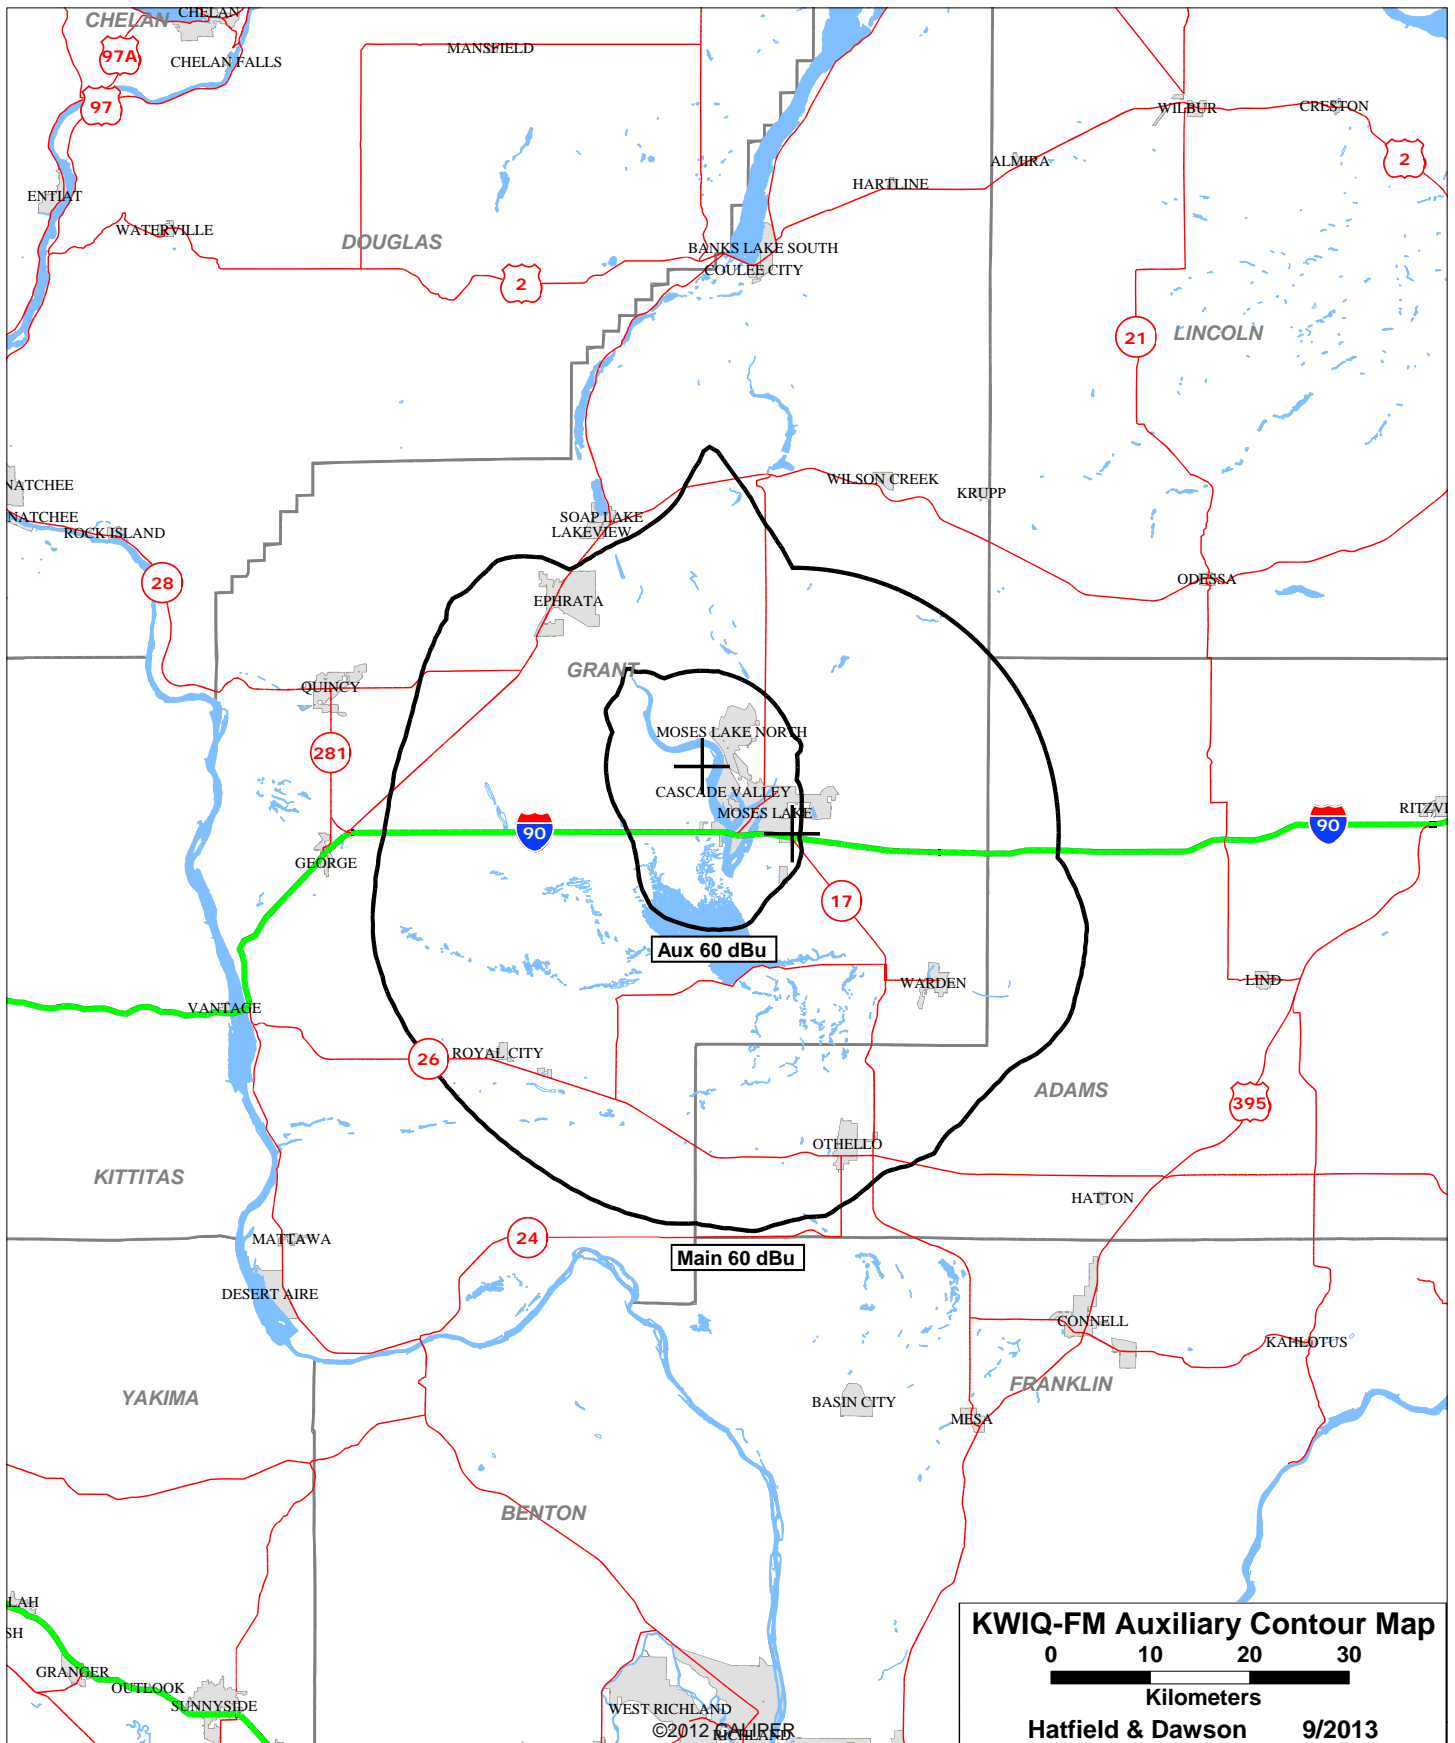 CHELAN
CHELAN
97A
CHELAN FALLS
97
MANSFIELD
WILBUR
CRESTON
2
ALMIRA
HARTLINE
ENTIAT
WATERVILLE
DOUGLAS
BANKS LAKE SOUTH
COULEE CITY
2
21
LINCOLN
NATCHEE
NATCHEE
ROCK ISLAND
WILSON CREEK
KRUPP
SOAP LAKE
LAKEVIEW
28
EPHRATA
ODESSA
GRANT
QUINCY
MOSES LAKE NORTH
281
CASCADE VALLEY
MOSES LAKE
90
90
RITZVI
GEORGE
17
Aux 60 dBu
WARDEN
LIND
VANTAGE
26
ROYAL CITY
ADAMS
395
OTHELLO
KITTITAS
HATTON
MATTAWA
24
Main 60 dBu
DESERT AIRE
CONNELL
KAHLOTUS
YAKIMA
FRANKLIN
BASIN CITY
MESA
BENTON
LAH
SH
GRANGER
OUTLOOK
SUNNYSIDE
WEST RICHLAND
©2012 CALIPER
RICHLAND
KWIQ-FM Auxiliary Contour Map
0 10 20 30
Kilometers
Hatfield & Dawson 9/2013